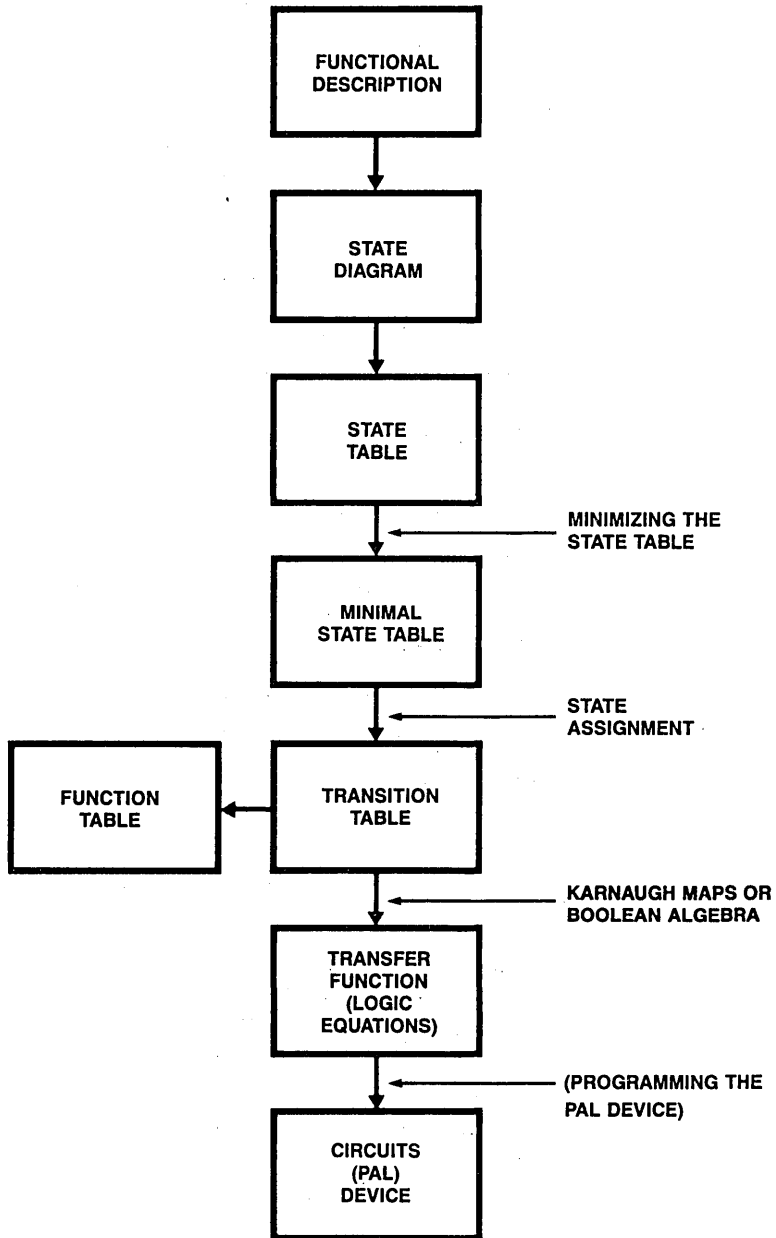 FUNCTIONAL
DESCRIPTION
STATE
DIAGRAM
STATE
TABLE
MINIMIZING THE
STATE TABLE
MINIMAL
STATE TABLE
STATE
ASSIGNMENT
FUNCTION
TABLE
TRANSITION
TABLE
KARNAUGH MAPS OR
BOOLEAN ALGEBRA
TRANSFER
FUNCTION
(LOGIC
EQUATIONS)
(PROGRAMMING THE
PAL DEVICE)
CIRCUITS
(PAL)
DEVICE